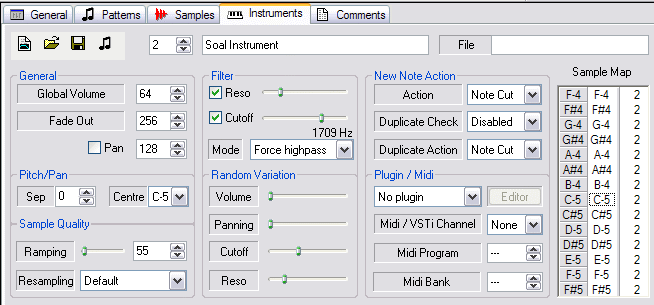 General Patterns Samples Instruments Comments
2 Soal Instrument File
General
Global Volume 64
Fade Out 256
Pan 128
Pitch/Pan
Sep 0 Centre C-5
Sample Quality
Ramping 55
Resampling Default
Filter
Reso
Cutoff
1709 Hz
Mode Force highpass
Random Variation
Volume
Panning
Cutoff
Reso
New Note Action
Action Note Cut
Duplicate Check Disabled
Duplicate Action Note Cut
Plugin / Midi
No plugin Editor
Midi / VSTi Channel None
Midi Program ---
Midi Bank ---
Sample Map
F-4 F-4 2
F#4 F#4 2
G-4 G-4 2
G#4 G#4 2
A-4 A-4 2
A#4 A#4 2
B-4 B-4 2
C-5 C-5 2
C#5 C#5 2
D-5 D-5 2
D#5 D#5 2
E-5 E-5 2
F-5 F-5 2
F#5 F#5 2